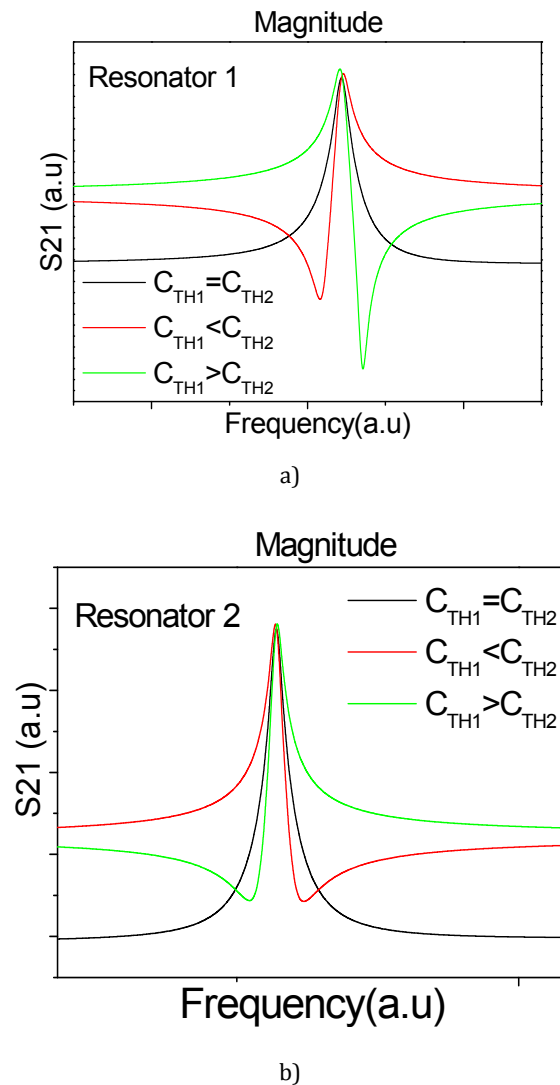 Magnitude
Resonator 1
S21 (a.u)
C_TH1=C_TH2
C_TH1<C_TH2
C_TH1>C_TH2
Frequency(a.u)
a)
Magnitude
Resonator 2
C_TH1=C_TH2
C_TH1<C_TH2
C_TH1>C_TH2
S21 (a.u)
Frequency(a.u)
b)